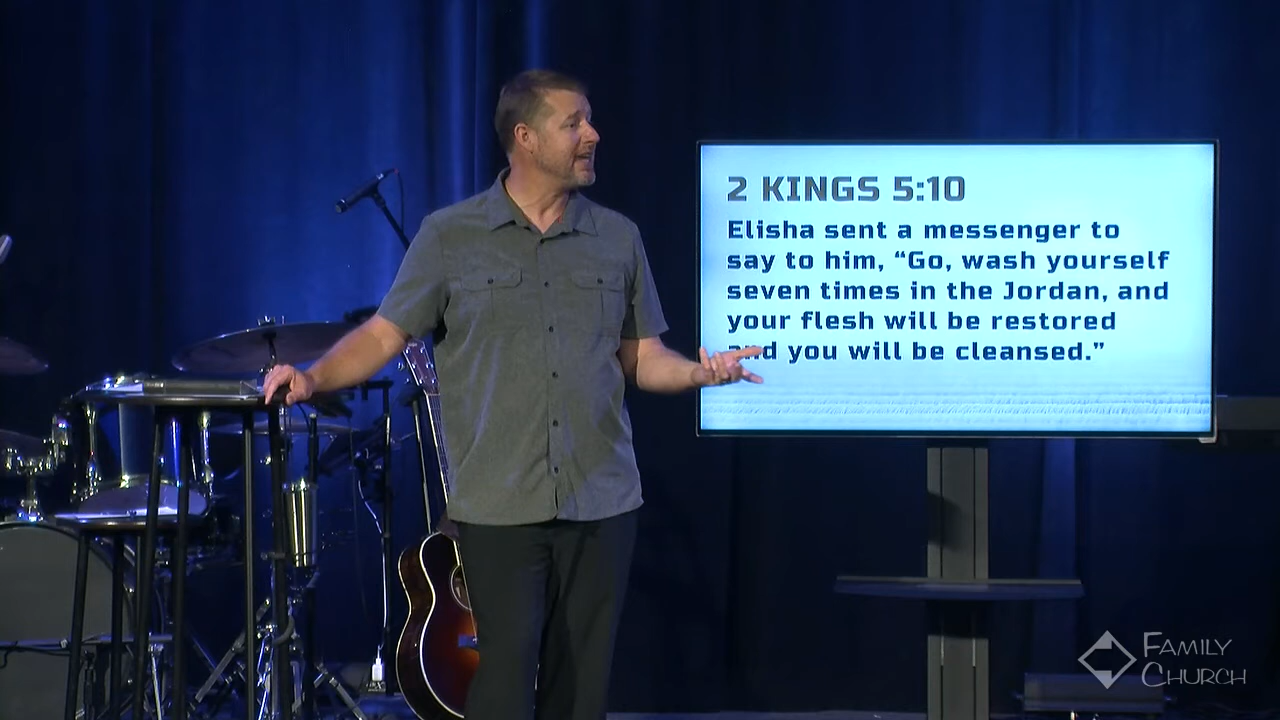 2 KINGS 5:10
Elisha sent a messenger to
say to him, “Go, wash yourself
seven times in the Jordan, and
your flesh will be restored
and you will be cleansed.”
FAMILY
CHURCH